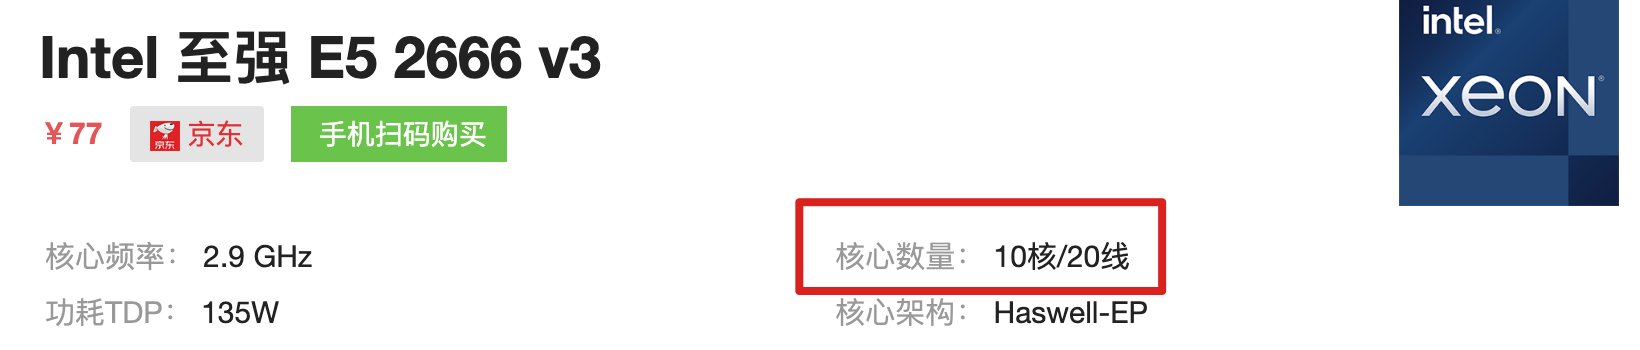 Intel 至强 E5 2666 v3
intel.
xeon
¥77
京东
京东
手机扫码购买
核心频率： 2.9 GHz
核心数量： 10核/20线
功耗TDP： 135W
核心架构： Haswell-EP